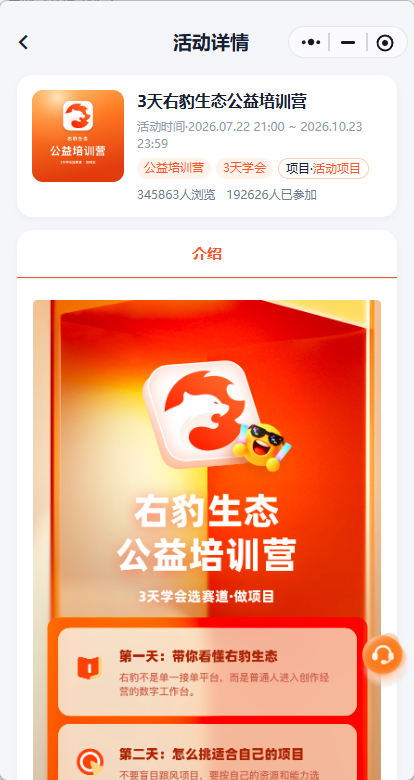 活动详情
右豹生态
公益培训营
3天右豹生态公益培训营
活动时间·2026.07.22 21:00 ~ 2026.10.23
23:59
公益培训营 3天学会 项目·活动项目
345863人浏览 192626人已参加
介绍
右豹生态
公益培训营
3天学会选赛道·做项目
第一天：带你看懂右豹生态
右豹不是单一接单平台，而是普通人进入创作经
营的数字工作台。
第二天：怎么挑适合自己的项目
不要盲目跟风项目，要按自己的资源和能力选